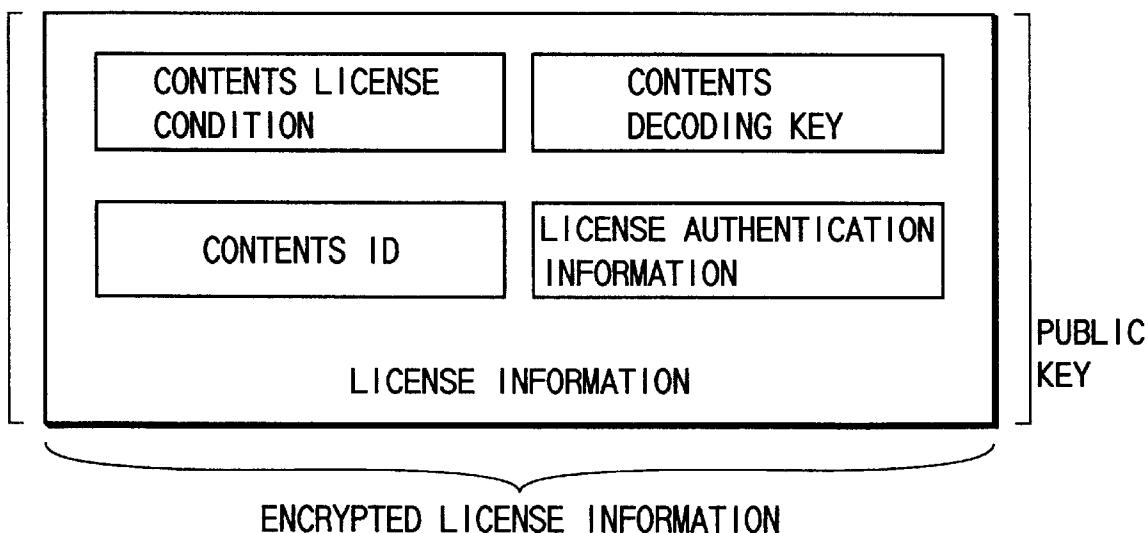 CONTENTS LICENSE
CONDITION
CONTENTS
DECODING KEY
CONTENTS ID
LICENSE AUTHENTICATION
INFORMATION
LICENSE INFORMATION
PUBLIC
KEY
ENCRYPTED LICENSE INFORMATION